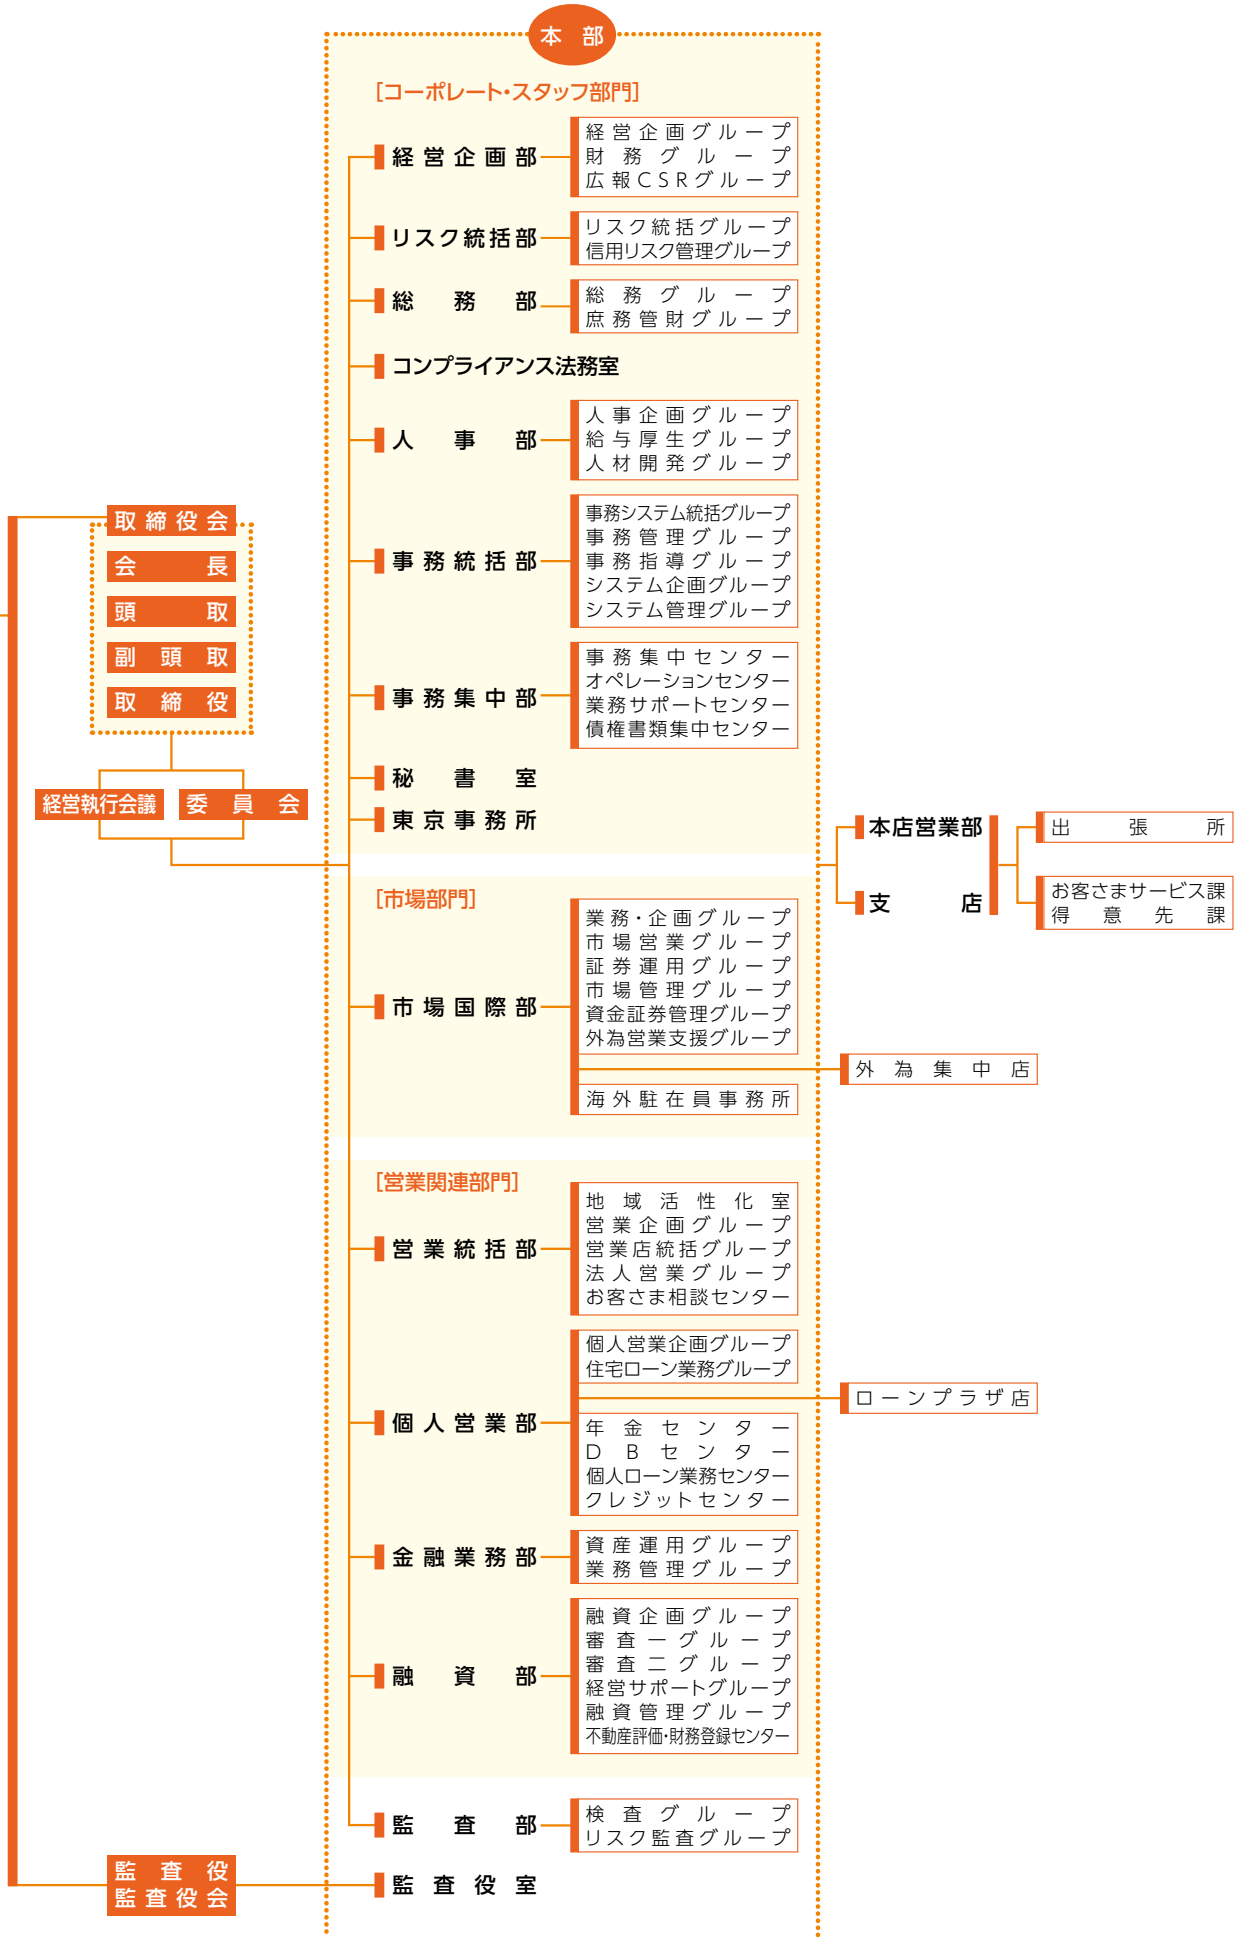 本部
[コーポレート・スタッフ部門]
経営企画部
経営企画グループ
財務グループ
広報CSRグループ
リスク統括部
リスク統括グループ
信用リスク管理グループ
総務部
総務グループ
庶務管財グループ
コンプライアンス法務室
人事部
人事企画グループ
給与厚生グループ
人材開発グループ
事務統括部
事務システム統括グループ
事務管理グループ
事務指導グループ
システム企画グループ
システム管理グループ
事務集中部
事務集中センター
オペレーションセンター
業務サポートセンター
債権書類集中センター
秘書室
東京事務所
取締役会
会長
頭取
副頭取
取締役
経営執行会議
委員会
本店営業部
支店
出張所
お客さまサービス課
得意先課
[市場部門]
市場国際部
業務・企画グループ
市場営業グループ
証券運用グループ
市場管理グループ
資金証券管理グループ
外為営業支援グループ
外為集中店
海外駐在員事務所
[営業関連部門]
営業統括部
地域活性化室
営業企画グループ
営業店統括グループ
法人営業グループ
お客さま相談センター
個人営業部
個人営業企画グループ
住宅ローン業務グループ
ローンプラザ店
年金センター
DBセンター
個人ローン業務センター
クレジットセンター
金融業務部
資産運用グループ
業務管理グループ
融資部
融資企画グループ
審査一グループ
審査二グループ
経営サポートグループ
融資管理グループ
不動産評価・財務登録センター
監査部
検査グループ
リスク監査グループ
監査役
監査役会
監査役室